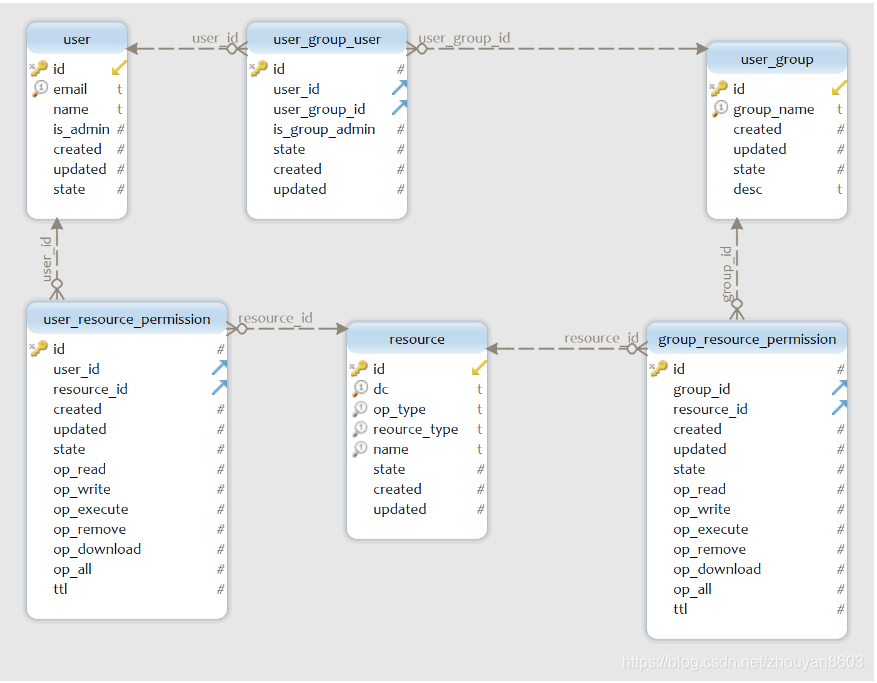 user
id
email t
name t
is_admin #
created #
updated #
state #
user_id
user_group_user
id #
user_id
user_group_id
is_group_admin #
state #
created #
updated #
user_group_id
user_group
id
group_name t
created #
updated #
state #
desc t
user_id
group_id
user_resource_permission
id #
user_id
resource_id
created #
updated #
state #
op_read #
op_write #
op_execute #
op_remove #
op_download #
op_all #
ttl #
resource_id
resource
id
dc t
op_type t
reource_type t
name t
state #
created #
updated #
resource_id
group_resource_permission
id #
group_id
resource_id
created #
updated #
state #
op_read #
op_write #
op_execute #
op_remove #
op_download #
op_all #
ttl #
https://blog.csdn.net/zhouyan8603